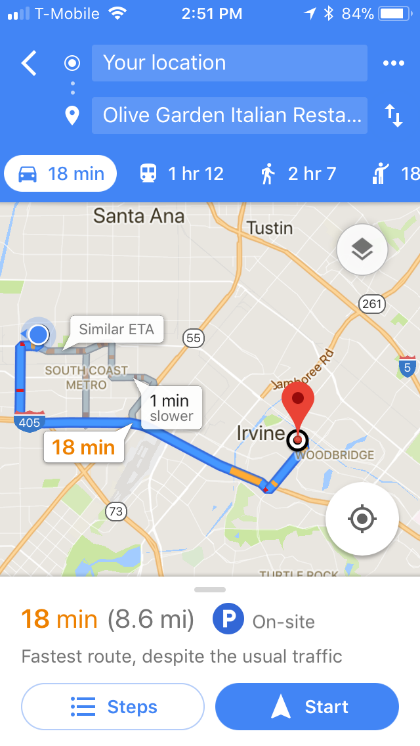 T-Mobile 2:51 PM 84%
Your location
Olive Garden Italian Resta...
18 min 1 hr 12 2 hr 7 18
Santa Ana
Tustin
261
Similar ETA
55
5
SOUTH COAST
METRO
Jamboree Rd
1 min
slower
405
18 min
Irvine
WOODBRIDGE
73
TURTLE ROCK
18 min (8.6 mi) P On-site
Fastest route, despite the usual traffic
Steps Start